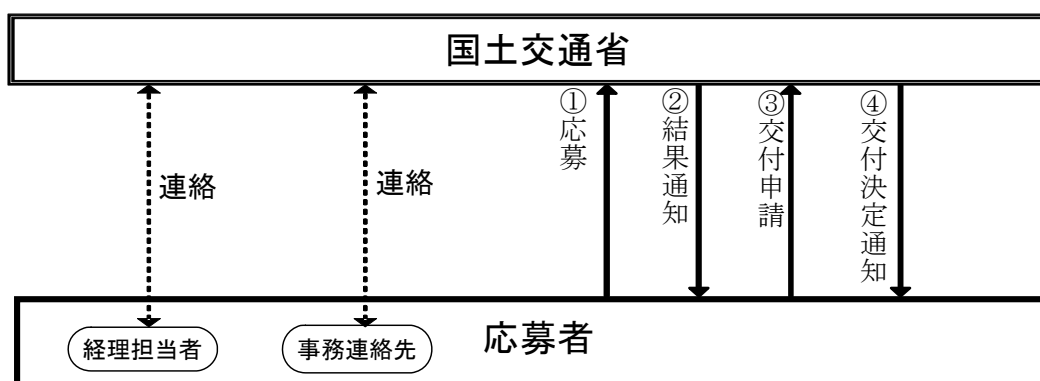 国土交通省
連絡
連絡
①応募
②結果通知
③交付申請
④交付決定通知
経理担当者
事務連絡先
応募者